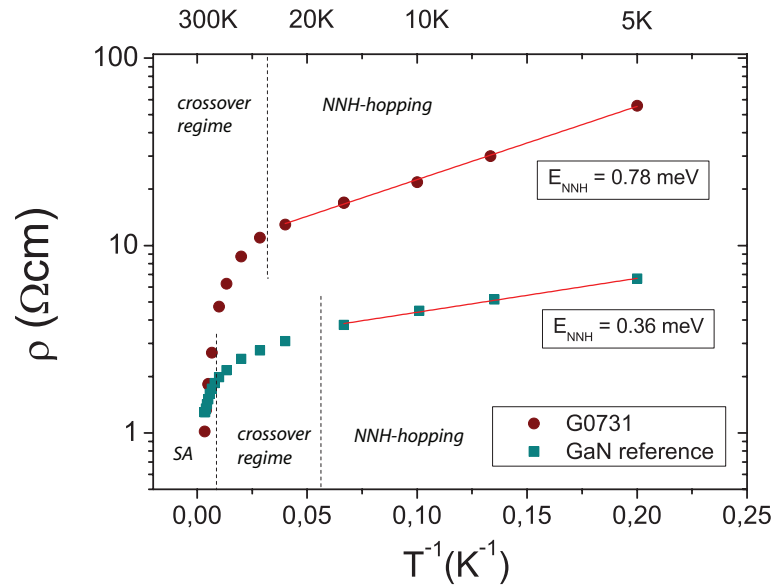 300K 20K 10K 5K
100
crossover
regime
NNH-hopping
E_NNH = 0.78 meV
10
ρ (Ωcm)
E_NNH = 0.36 meV
1
SA
crossover
regime
NNH-hopping
G0731
GaN reference
0,00 0,05 0,10 0,15 0,20 0,25
T⁻¹(K⁻¹)